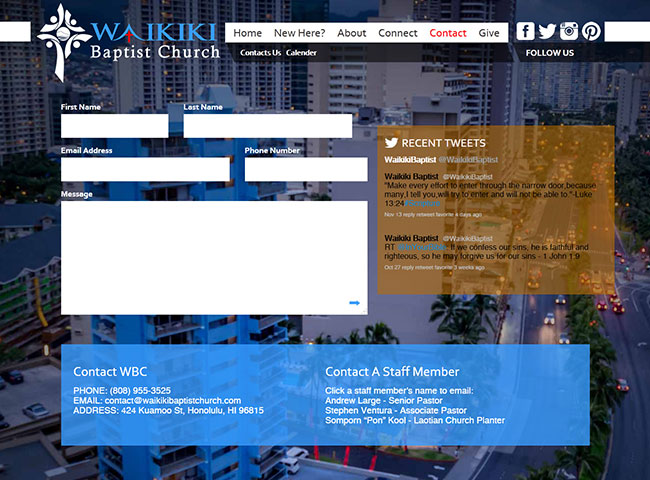 WAIKIKI
Baptist Church
Home New Here? About Connect Contact Give
Contacts Us Calender
FOLLOW US
First Name
Last Name
Email Address
Phone Number
Message
RECENT TWEETS
WaikikiBaptist @WaikikiBaptist
Waikiki Baptist @WaikikiBaptist
"Make every effort to enter through the narrow door,because
many,I tell you,will try to enter and will not be able to."-Luke
13:24
Nov 13 reply retweet favorite 4 days ago
Waikiki Baptist @WaikikiBaptist
RT If we confess our sins, he is faithful and
righteous, so he may forgive us for our sins - 1 John 1:9
Oct 27 reply retweet favorite 3 weeks ago
Contact WBC
PHONE: (808) 955-3525
EMAIL: contact@waikikibaptistchurch.com
ADDRESS: 424 Kuamoo St, Honolulu, HI 96815
Contact A Staff Member
Click a staff member's name to email:
Andrew Large - Senior Pastor
Stephen Ventura - Associate Pastor
Somporn "Pon" Kool - Laotian Church Planter